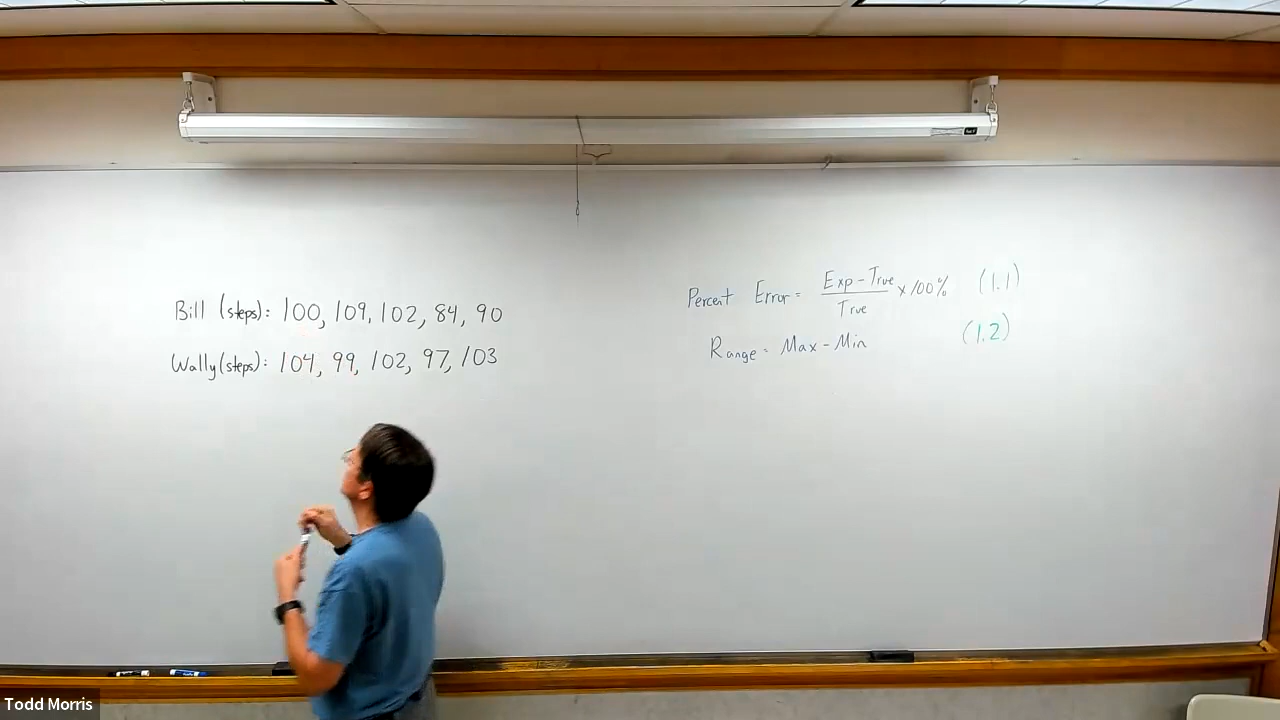 Bill (steps): 100, 109, 102, 84, 90
Wally (steps): 104, 99, 102, 97, 103
Percent Error = Exp - True / True x 100% (1.1)
Range = Max - Min (1.2)
Todd Morris